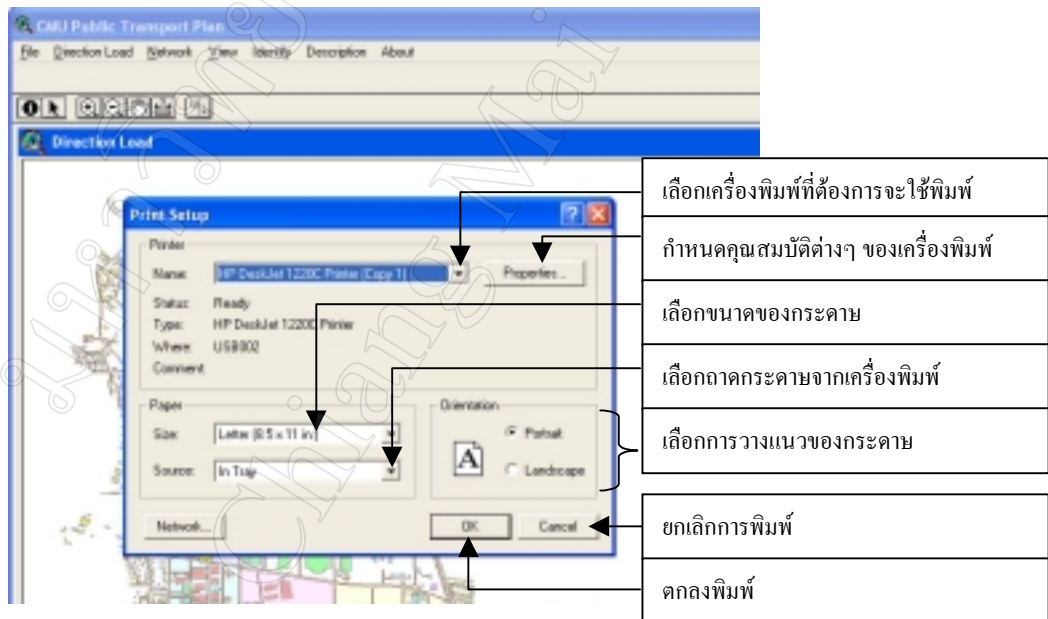 CMU Public Transport Plan
File Direction Load Network View Identify Description About
Direction Load
Print Setup
Printer
Name: HP DeskJet 1220C Printer (Copy 1) Properties...
Status: Ready
Type: HP DeskJet 1220C Printer
Where: USB002
Comment:
Paper
Size: Letter (8.5 x 11 in.)
Source: In Tray
Orientation
A
Portrait
Landscape
Network...
OK
Cancel
เลือกเครื่องพิมพ์ที่ต้องการจะใช้พิมพ์
กำหนดคุณสมบัติต่างๆ ของเครื่องพิมพ์
เลือกขนาดของกระดาษ
เลือกถาดกระดาษจากเครื่องพิมพ์
เลือกการวางแนวของกระดาษ
ยกเลิกการพิมพ์
ตกลงพิมพ์
Chiang Mai